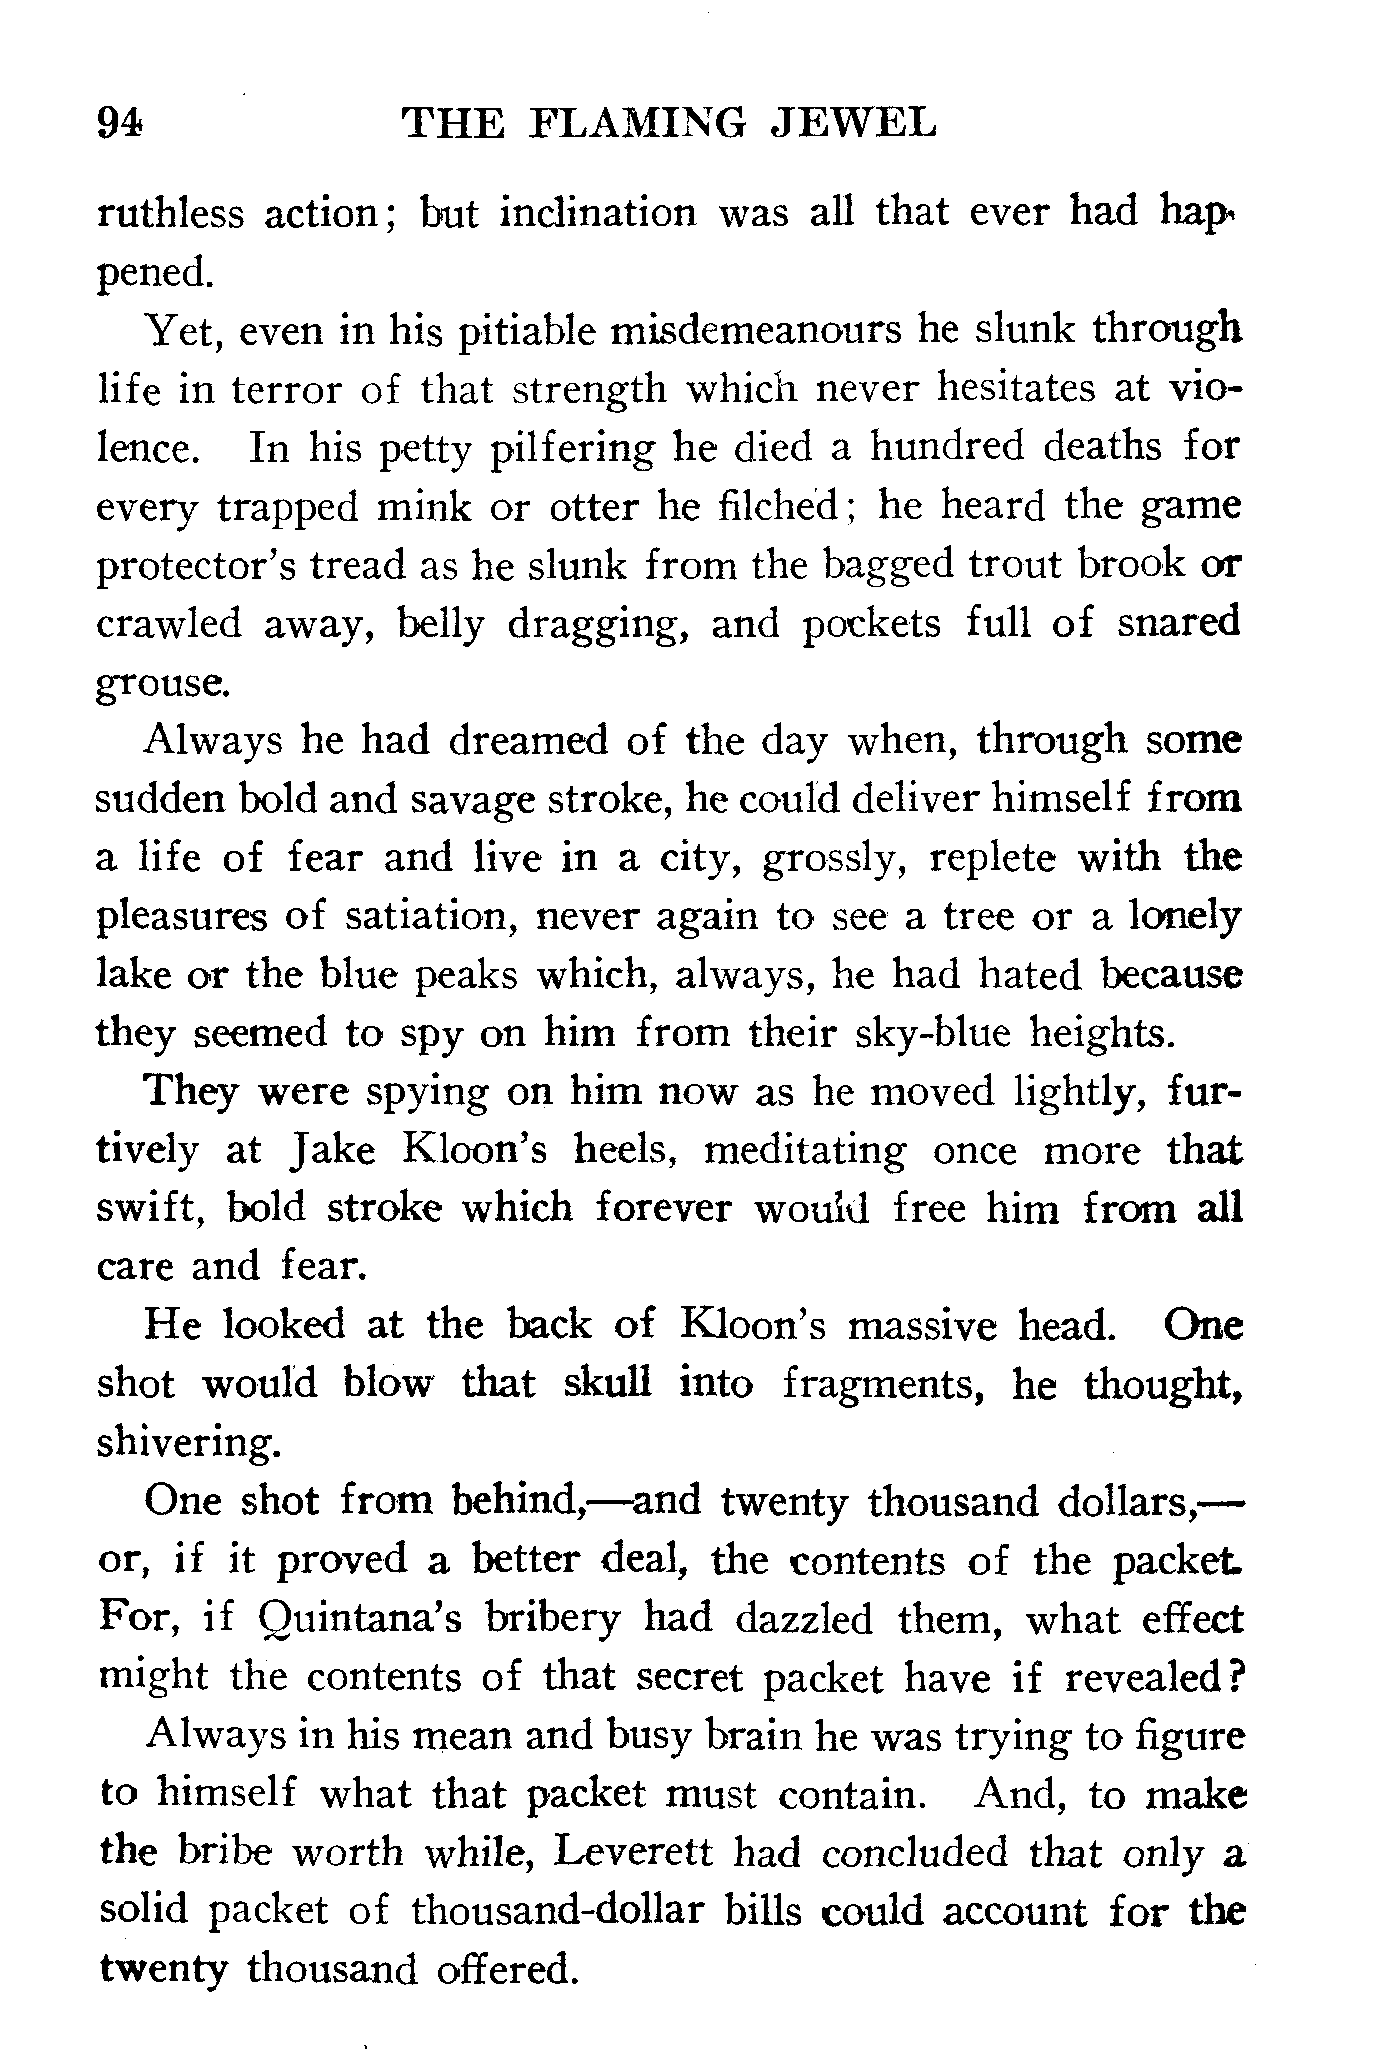 94 THE FLAMING JEWEL
ruthless action; but inclination was all that ever had hap-
pened.
Yet, even in his pitiable misdemeanours he slunk through
life in terror of that strength which never hesitates at vio-
lence. In his petty pilfering he died a hundred deaths for
every trapped mink or otter he filched; he heard the game
protector's tread as he slunk from the bagged trout brook or
crawled away, belly dragging, and pockets full of snared
grouse.
Always he had dreamed of the day when, through some
sudden bold and savage stroke, he could deliver himself from
a life of fear and live in a city, grossly, replete with the
pleasures of satiation, never again to see a tree or a lonely
lake or the blue peaks which, always, he had hated because
they seemed to spy on him from their sky-blue heights.
They were spying on him now as he moved lightly, fur-
tively at Jake Kloon's heels, meditating once more that
swift, bold stroke which forever would free him from all
care and fear.
He looked at the back of Kloon's massive head. One
shot would blow that skull into fragments, he thought,
shivering.
One shot from behind,—and twenty thousand dollars,—
or, if it proved a better deal, the contents of the packet.
For, if Quintana's bribery had dazzled them, what effect
might the contents of that secret packet have if revealed?
Always in his mean and busy brain he was trying to figure
to himself what that packet must contain. And, to make
the bribe worth while, Leverett had concluded that only a
solid packet of thousand-dollar bills could account for the
twenty thousand offered.